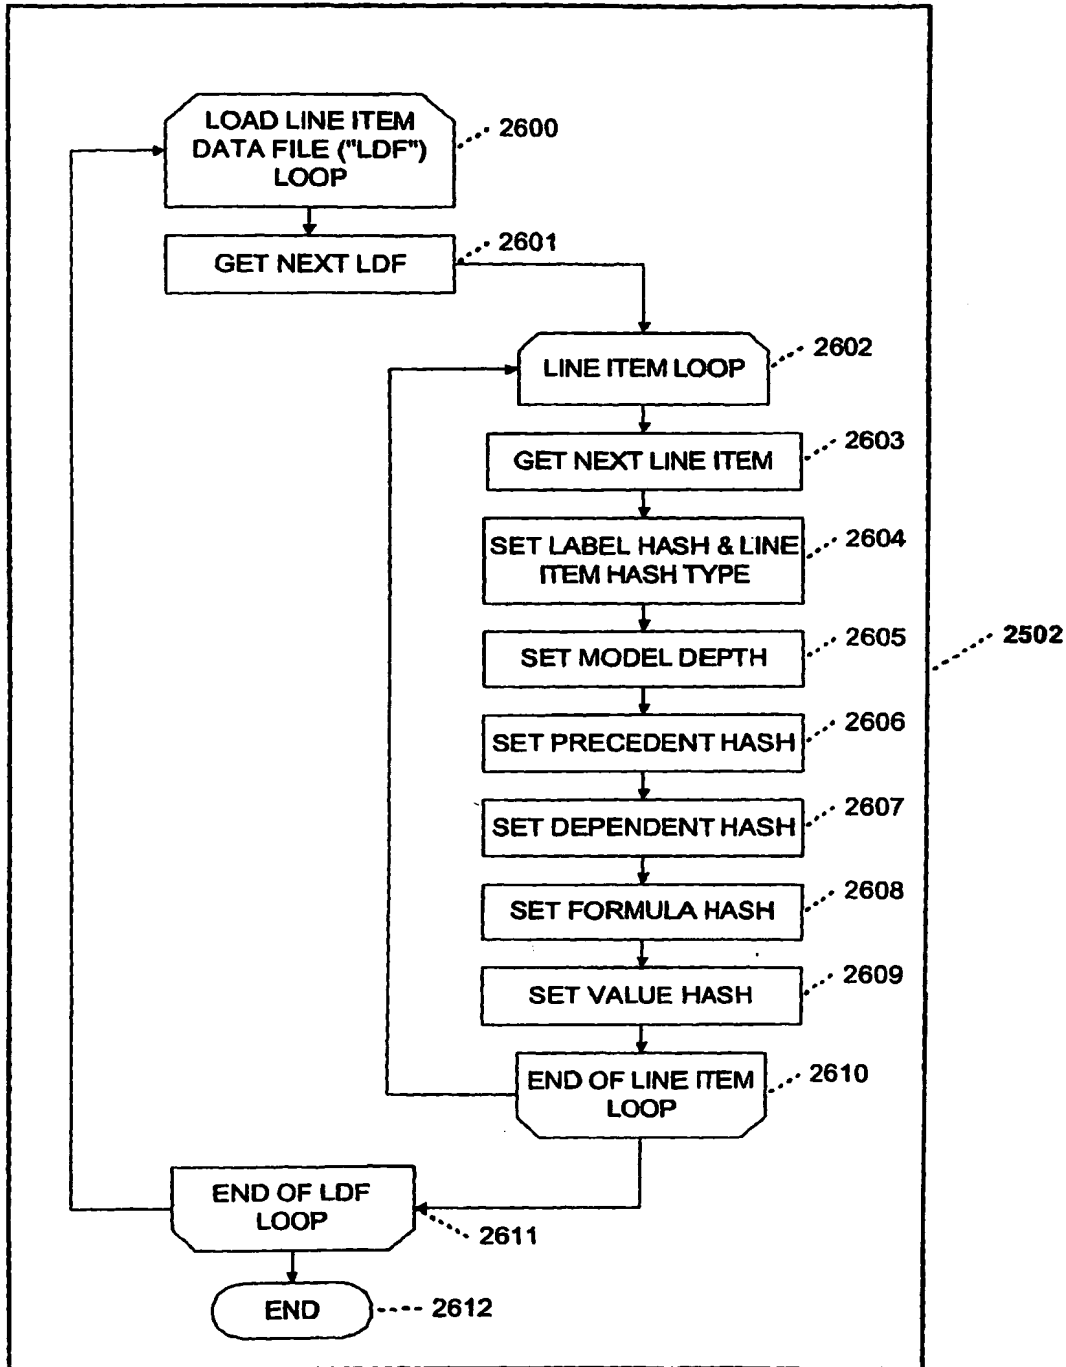 LOAD LINE ITEM
DATA FILE ("LDF")
LOOP
2600
GET NEXT LDF
2601
LINE ITEM LOOP
2602
GET NEXT LINE ITEM
2603
SET LABEL HASH & LINE
ITEM HASH TYPE
2604
SET MODEL DEPTH
2605
2502
SET PRECEDENT HASH
2606
SET DEPENDENT HASH
2607
SET FORMULA HASH
2608
SET VALUE HASH
2609
END OF LINE ITEM
LOOP
2610
END OF LDF
LOOP
2611
END
2612